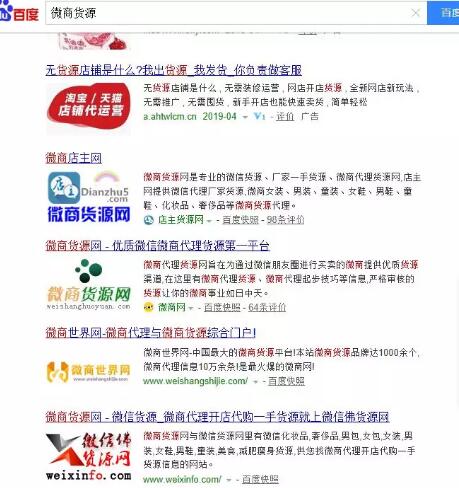 百度
微商货源
百度
无货源店铺是什么?我出货源_我发货_你负责做客服
淘宝/天猫
店铺代运营
无货源店铺是什么,无需装修运营,网店开店货源,全新网店新玩法,
无需推广,无需囤货,新手开店也能快速卖货,简单轻松
a.ahtwlcm.cn 2019-04 V1 - 评价 广告
微商店主网
店主 Dianzhu5.com
微商货源网
微商货源网是专业的微信货源、厂家一手货源、微商代理货源网,店主
网提供微信代理厂家货源,微商女装、男装、童装、女鞋、男鞋、童
鞋、化妆品、奢侈品等微商货源代理。
店主货源网 - 百度快照 - 98条评价
微商货源网 - 优质微信微商代理货源第一平台
微商货源网
weishanghuoyuan.com
微商代理货源网旨在为通过微信朋友圈进行买卖的微商提供优质货源
渠道,在这里有微商代理货源、微商代理起步技巧等信息,严格审核的
货源让你的微商事业如日中天。
微商网 - 百度快照 - 64条评价
微商世界网-微商代理与微商货源综合门户!
微商世界网
微商世界网-中国最大的微商货源平台!本站微商货源品牌达1000余个,
微商代理信息10万余条!是最火爆的微商网!
www.weishangshijie.com/ - 百度快照
微商货源网 - 微信货源_微商代理开店代购一手货源就上微信佛货源网
微信佛
货源网
weixinfo.com
微商货源网与微信货源网里有微信化妆品,奢侈品,男包,女包,女装,男
装,女鞋,男鞋,童装,美食,减肥瘦身货源,供您找微商代理开店代购一手
货源信息的网站。
www.weixinfo.com/ - 百度快照